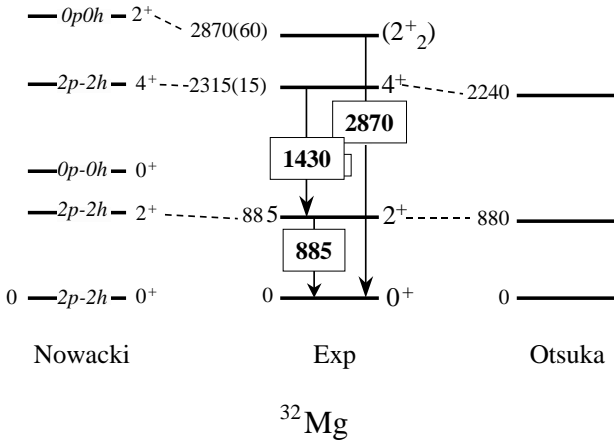 0p0h 2⁺
2870(60) (2⁺₂)
2p-2h 4⁺ 2315(15) 4⁺ 2240
2870
1430
0p-0h 0⁺
2p-2h 2⁺ 885 2⁺ 880
885
0 2p-2h 0⁺ 0 0⁺ 0
Nowacki Exp Otsuka
³²Mg